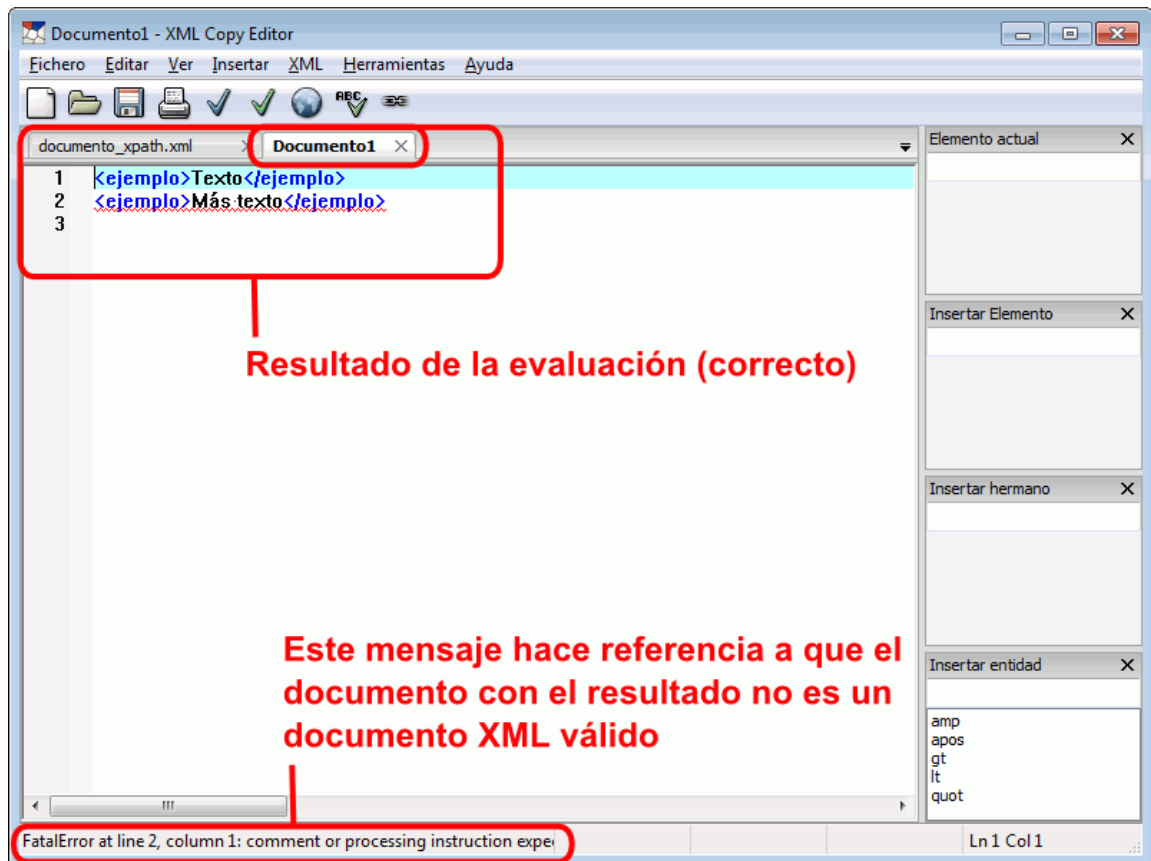 Documento1 - XML Copy Editor
Fichero Editar Ver Insertar XML Herramientas Ayuda
ABC
documento_xpath.xml
Documento1
1 <ejemplo>Texto</ejemplo>
2 <ejemplo>Más·texto</ejemplo>
3
Resultado de la evaluación (correcto)
Este mensaje hace referencia a que el
documento con el resultado no es un
documento XML válido
Elemento actual
Insertar Elemento
Insertar hermano
Insertar entidad
amp
apos
gt
lt
quot
FatalError at line 2, column 1: comment or processing instruction expe
Ln 1 Col 1